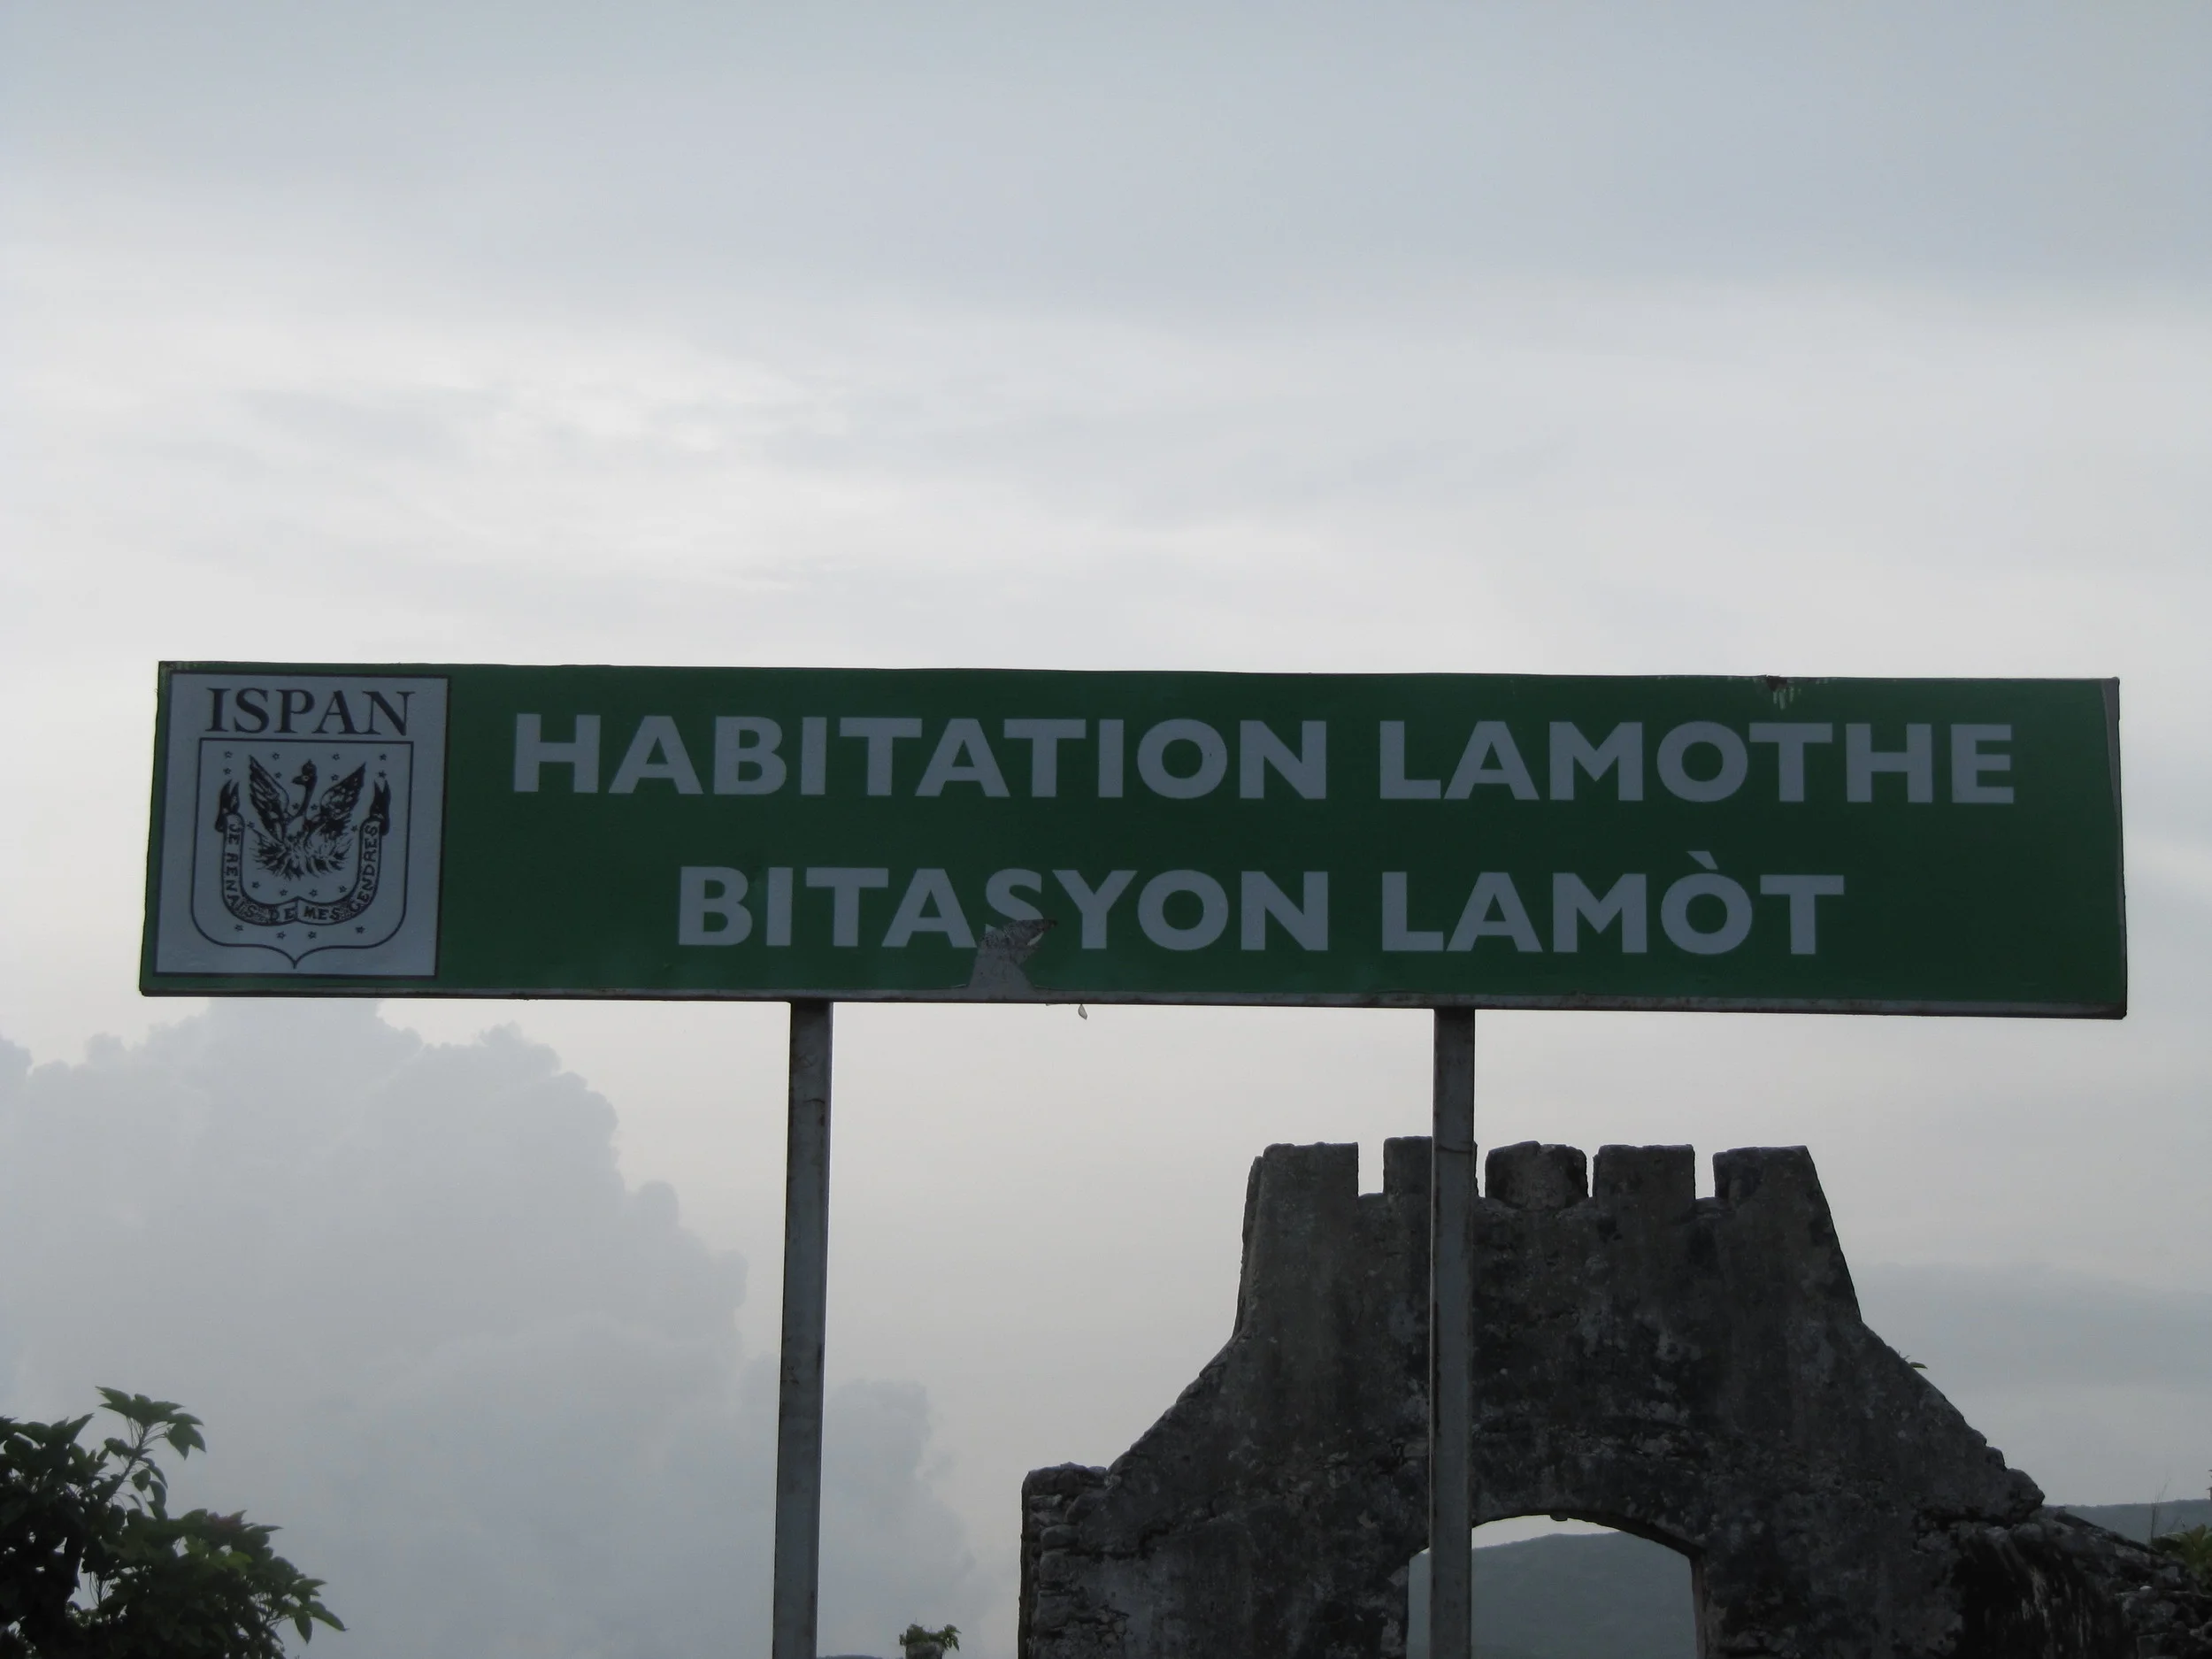 ISPAN
JE RENAIS DE MES CENDRES
HABITATION LAMOTHE
BITASYON LAMÒT